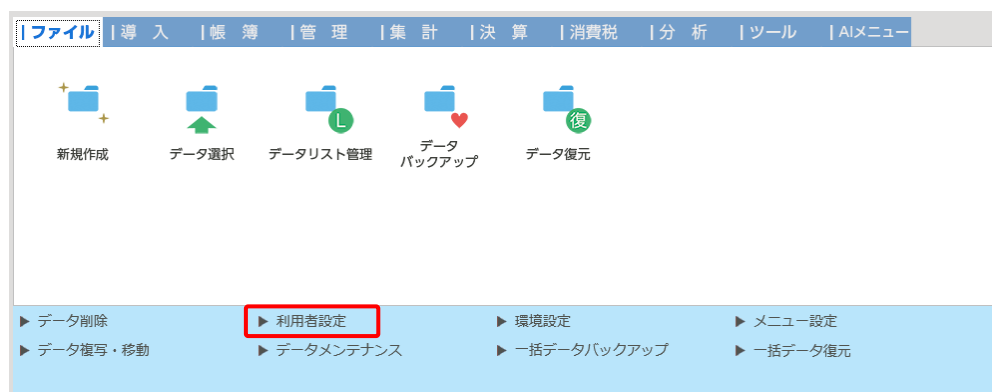 |ファイル |導 入 |帳 簿 |管 理 |集 計 |決 算 |消費税 |分 析 |ツール |AIメニュー
L 復
新規作成 データ選択 データリスト管理 データ バックアップ データ復元
▶ データ削除 ▶ 利用者設定 ▶ 環境設定 ▶ メニュー設定
▶ データ複写・移動 ▶ データメンテナンス ▶ 一括データバックアップ ▶ 一括データ復元